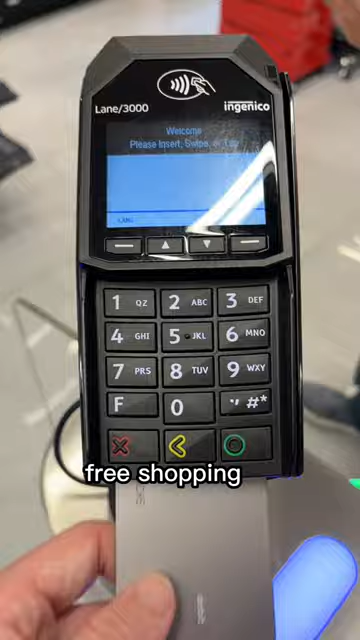 Lane/3000 ingenico
Welcome
Please Insert, Swipe, or Tap
1 QZ 2 ABC 3 DEF
4 GHI 5 JKL 6 MNO
7 PRS 8 TUV 9 WXY
F 0 ., #*
free shopping